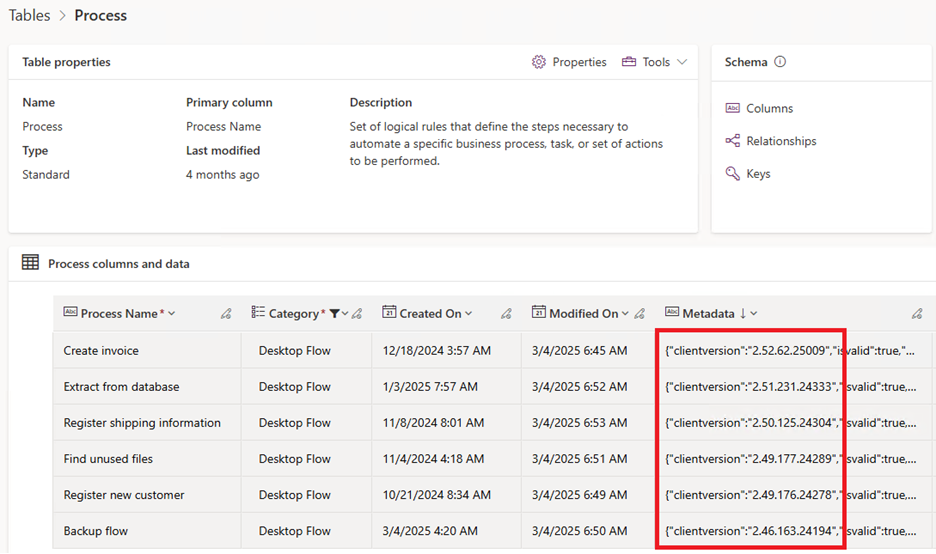 Tables > Process
Table properties
Properties
Tools
Schema
Name
Primary column
Description
Process
Process Name
Set of logical rules that define the steps necessary to
automate a specific business process, task, or set of actions
to be performed.
Type
Last modified
Standard
4 months ago
Abc Columns
Relationships
Keys
Process columns and data
Abc Process Name* Category* 21 Created On 21 Modified On Abc Metadata ↓
Create invoice Desktop Flow 12/18/2024 3:57 AM 3/4/2025 6:45 AM {"clientversion":"2.52.62.25009","isvalid":true,"...
Extract from database Desktop Flow 1/3/2025 7:57 AM 3/4/2025 6:52 AM {"clientversion":"2.51.231.24333","isvalid":true,...
Register shipping information Desktop Flow 11/8/2024 8:01 AM 3/4/2025 6:53 AM {"clientversion":"2.50.125.24304","isvalid":true,...
Find unused files Desktop Flow 11/4/2024 4:18 AM 3/4/2025 6:51 AM {"clientversion":"2.49.177.24289","isvalid":true,...
Register new customer Desktop Flow 10/21/2024 8:34 AM 3/4/2025 6:49 AM {"clientversion":"2.49.176.24278","isvalid":true,...
Backup flow Desktop Flow 3/4/2025 4:20 AM 3/4/2025 6:50 AM {"clientversion":"2.46.163.24194","isvalid":true,...